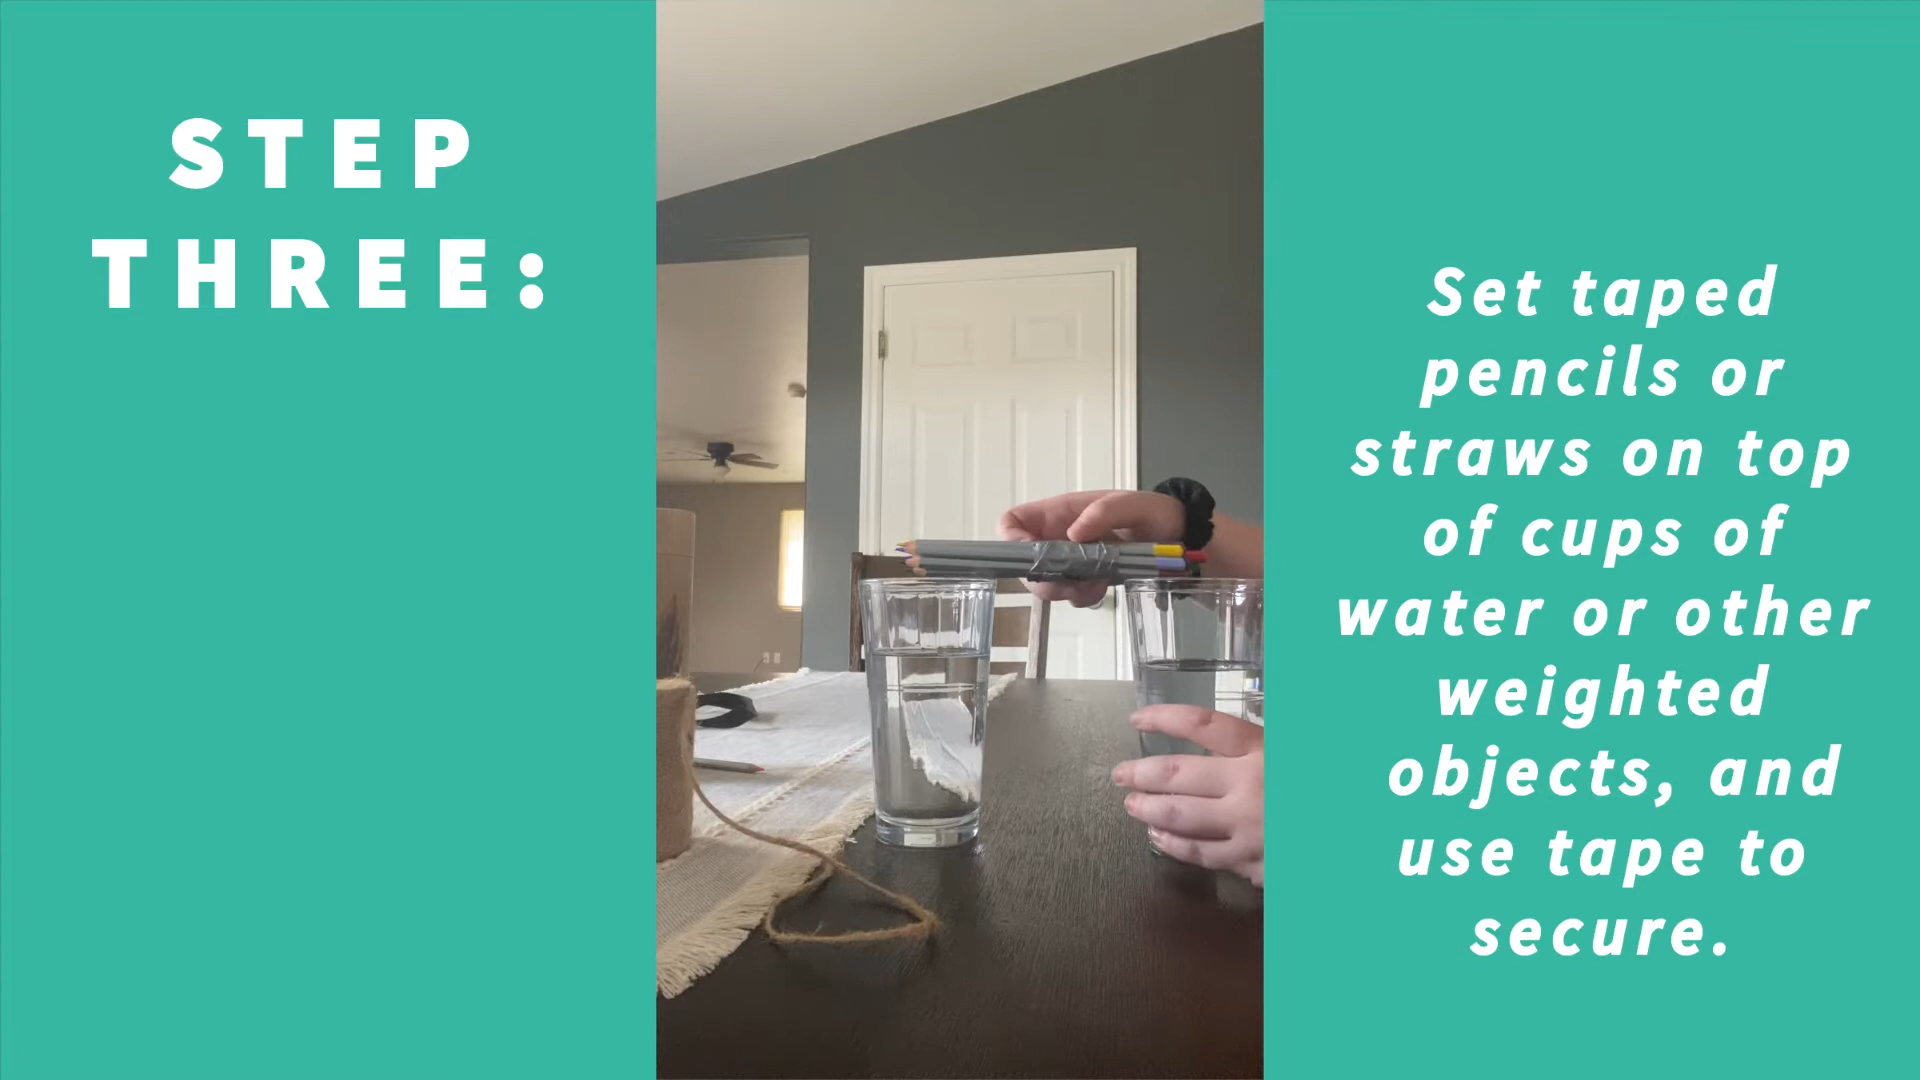 STEP
THREE:
Set taped
pencils or
straws on top
of cups of
water or other
weighted
objects, and
use tape to
secure.